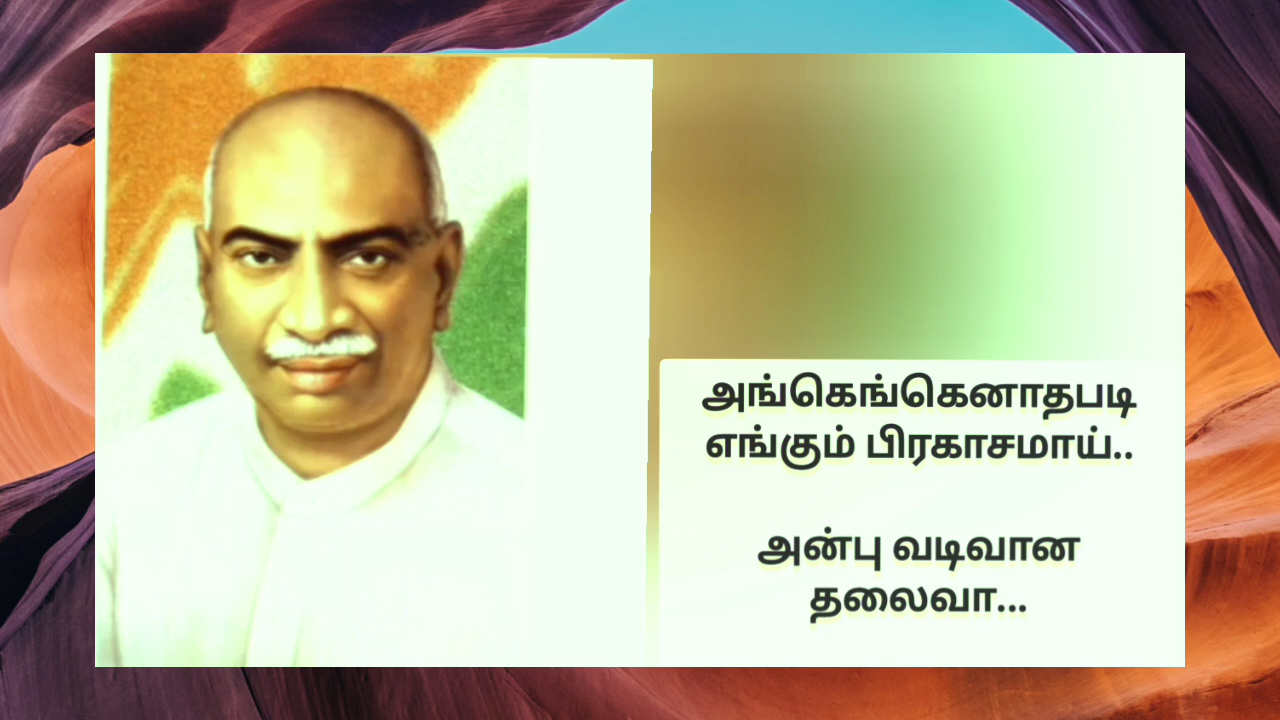 அங்கெங்கெனாதபடி
எங்கும் பிரகாசமாய்..
அன்பு வடிவான
தலைவா...